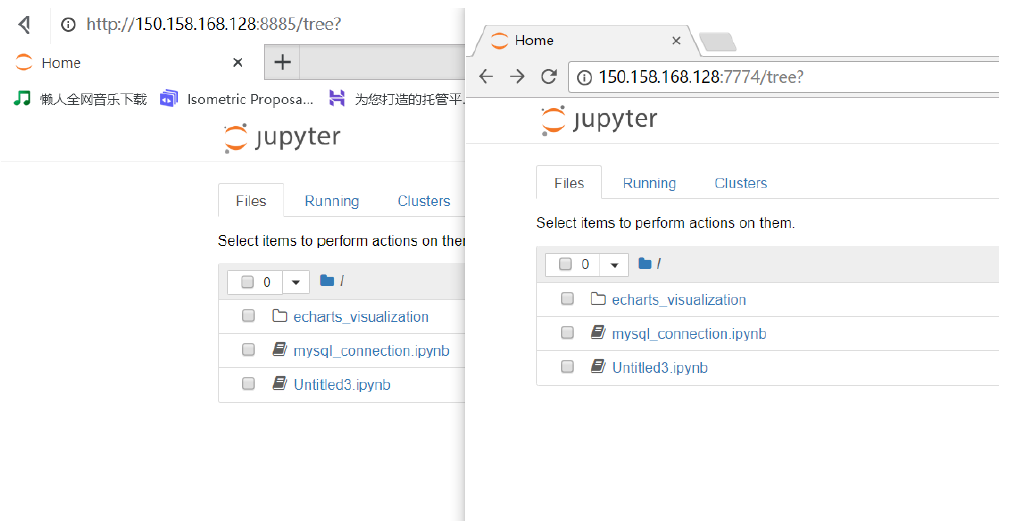 http://150.158.168.128:8885/tree?
Home
懒人全网音乐下载 Isometric Proposa... 为您打造的托管平.
jupyter
Files Running Clusters
Select items to perform actions on ther
0 /
echarts_visualization
mysql_connection.ipynb
Untitled3.ipynb
Home
150.158.168.128:7774/tree?
jupyter
Files Running Clusters
Select items to perform actions on them.
0 /
echarts_visualization
mysql_connection.ipynb
Untitled3.ipynb